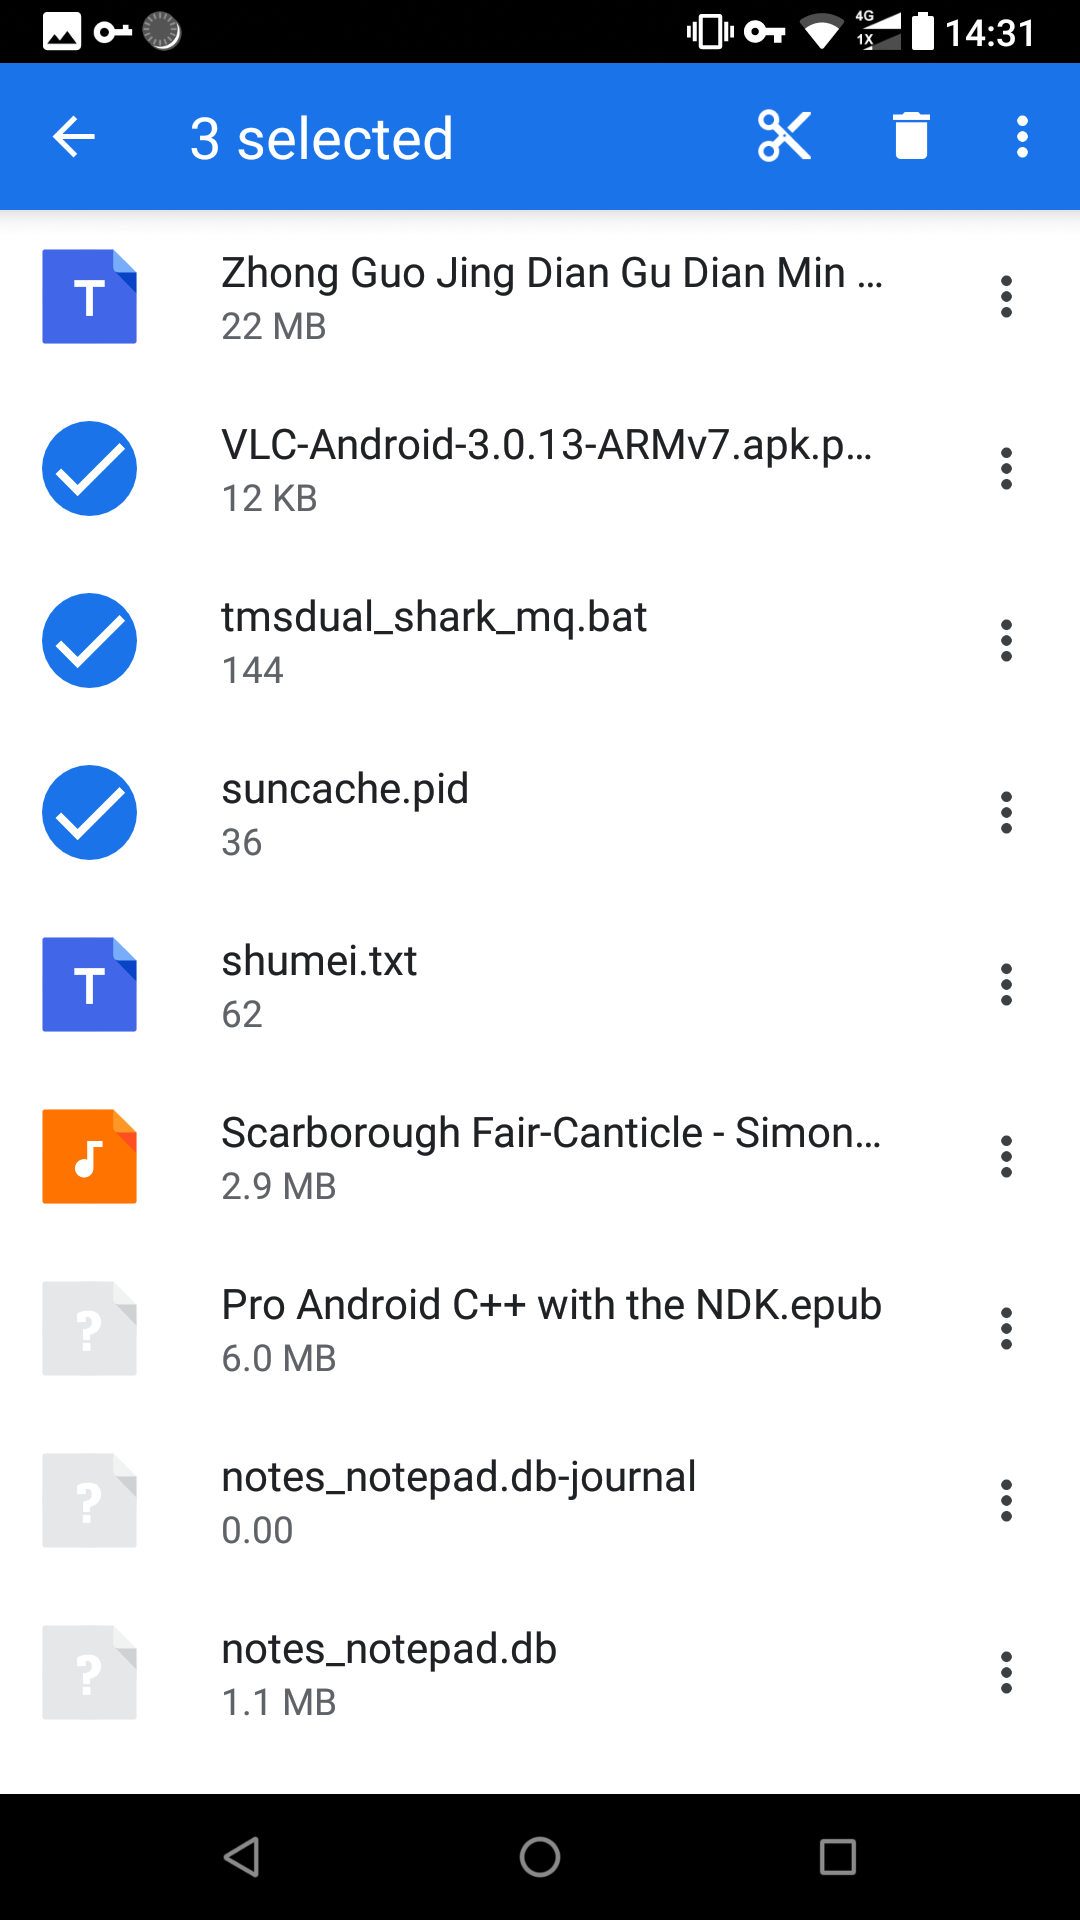 4G
1X
14:31
3 selected
T
Zhong Guo Jing Dian Gu Dian Min ...
22 MB
VLC-Android-3.0.13-ARMv7.apk.p...
12 KB
tmsdual_shark_mq.bat
144
suncache.pid
36
T
shumei.txt
62
Scarborough Fair-Canticle - Simon...
2.9 MB
?
Pro Android C++ with the NDK.epub
6.0 MB
?
notes_notepad.db-journal
0.00
?
notes_notepad.db
1.1 MB